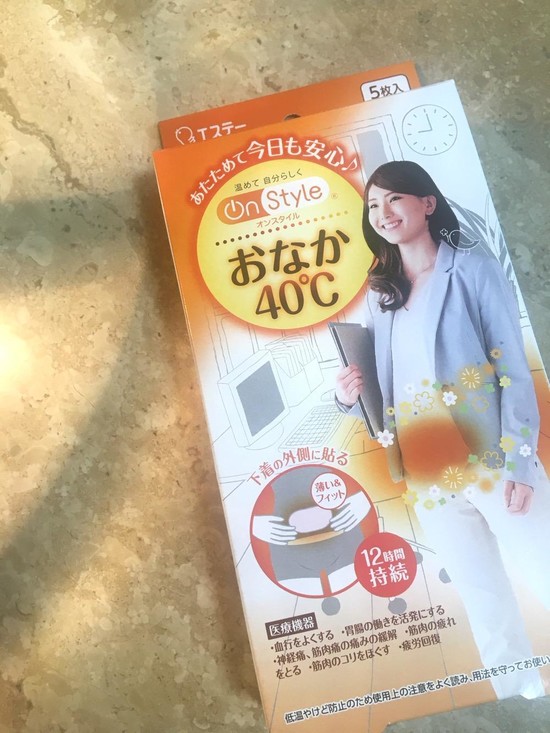 5枚入
Tステー
あたためて今日も安心♪
温めて 自分らしく
On Style®
オンスタイル
おなか
40℃
下着の外側に貼る
薄い&
フィット
12時間
持続
医療機器
・血行をよくする ・胃腸の働きを活発にする
・神経痛、筋肉痛の痛みの緩解 ・筋肉の疲れ
をとる ・筋肉のコリをほぐす ・疲労回復
低温やけど防止のため使用上の注意をよく読み、用法を守ってお使い